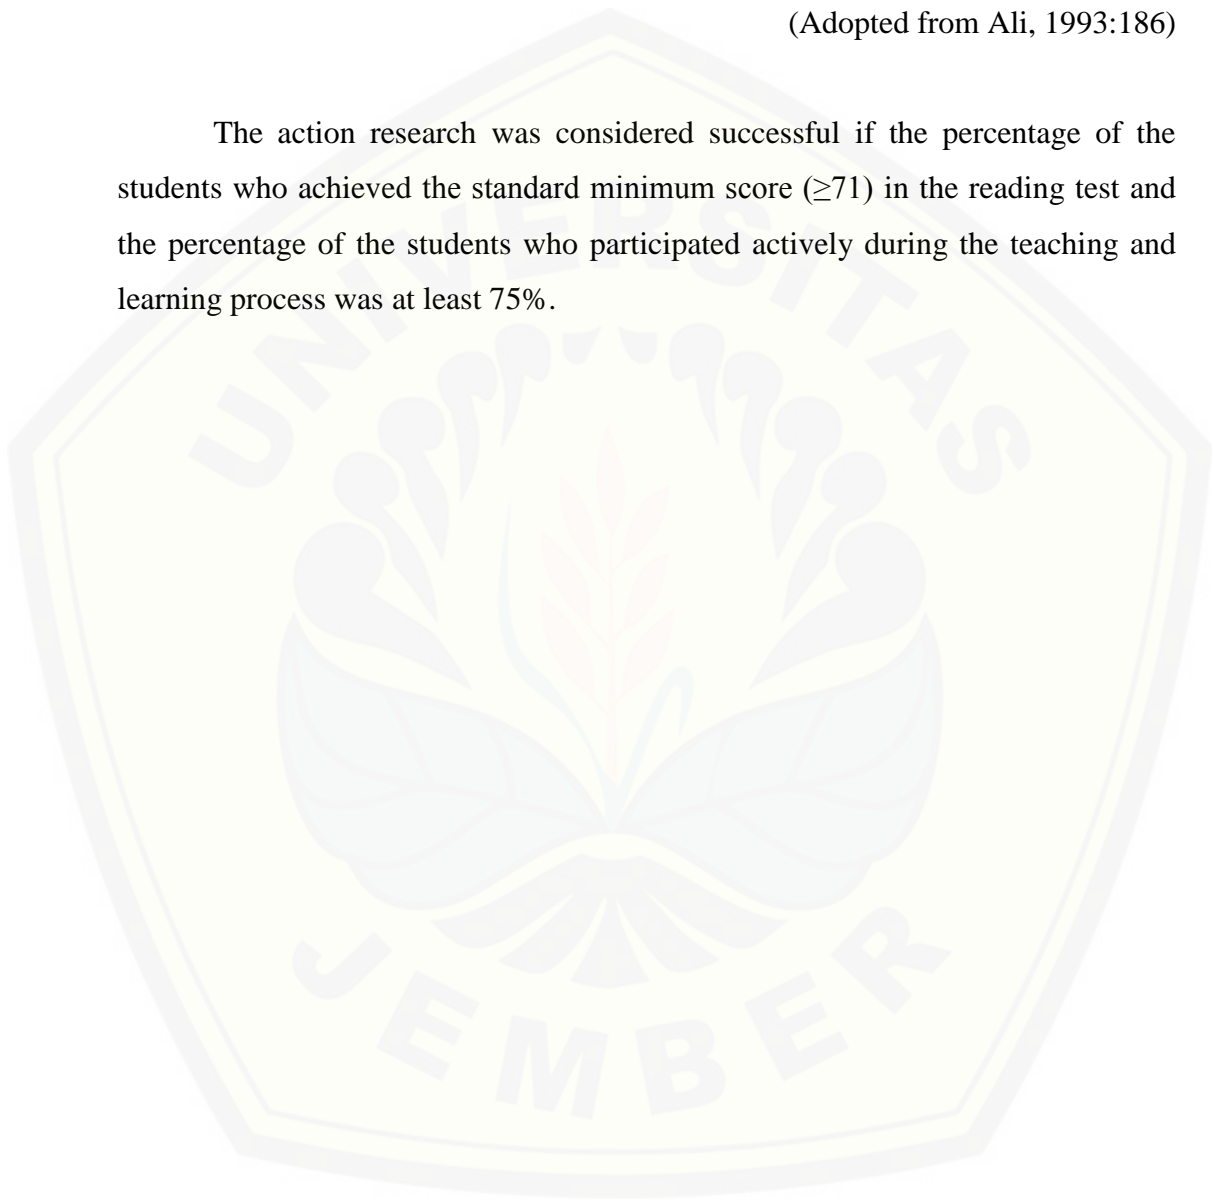 (Adopted from Ali, 1993:186)
The action research was considered successful if the percentage of the
students who achieved the standard minimum score (≥71) in the reading test and
the percentage of the students who participated actively during the teaching and
learning process was at least 75%.
UNIVERSITAS
JEMBER